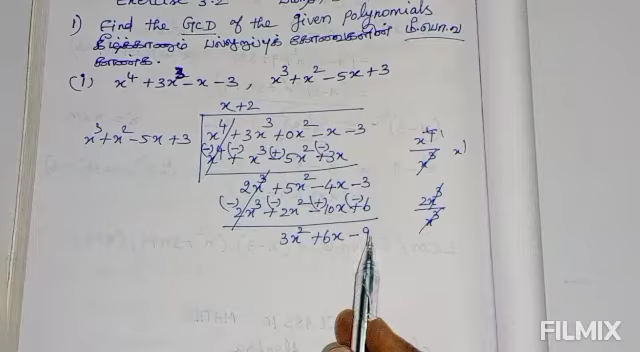 Exercise 3.2
1) Find the GCD of the given polynomials
கீழ்க்காணும் பல்லுறுப்புக் கோவைகளின் மீ.பொ.வ
காண்க.
(i) x⁴ + 3x³ - x - 3, x³ + x² - 5x + 3
x + 2
x³ + x² - 5x + 3 x⁴ + 3x³ + 0x² - x - 3
(-) x⁴ (-) + x³ (+) - 5x² (-) + 3x
2x³ + 5x² - 4x - 3
(-) 2x³ (-) + 2x² (+) - 10x (-) + 6
3x² + 6x - 9
2x³
x³
FILMIX